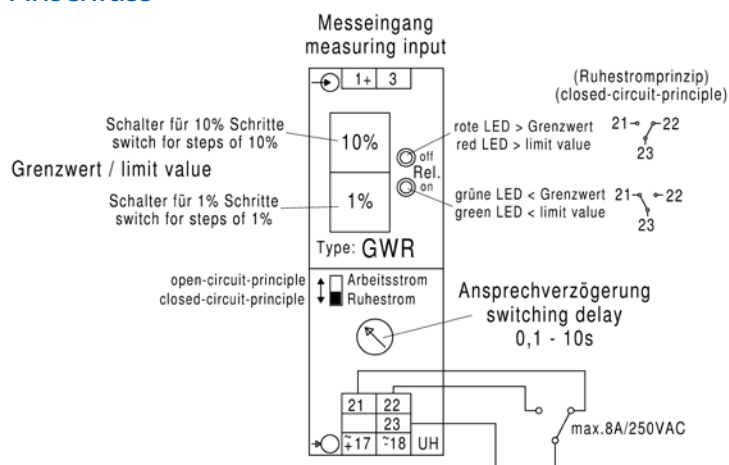 Anschluss
Messeingang
measuring input
1+ 3
(Ruhestromprinzip)
(closed-circuit-principle)
Schalter für 10% Schritte
switch for steps of 10%
10%
off
rote LED > Grenzwert
red LED > limit value
21 22
23
Grenzwert / limit value
Rel.
on
Schalter für 1% Schritte
switch for steps of 1%
1%
grüne LED < Grenzwert
green LED < limit value
21 22
23
Type: GWR
open-circuit-principle
closed-circuit-principle
Arbeitsstrom
Ruhestrom
Ansprechverzögerung
switching delay
0,1 - 10s
21 22
23
~+17 ~-18 UH
max.8A/250VAC